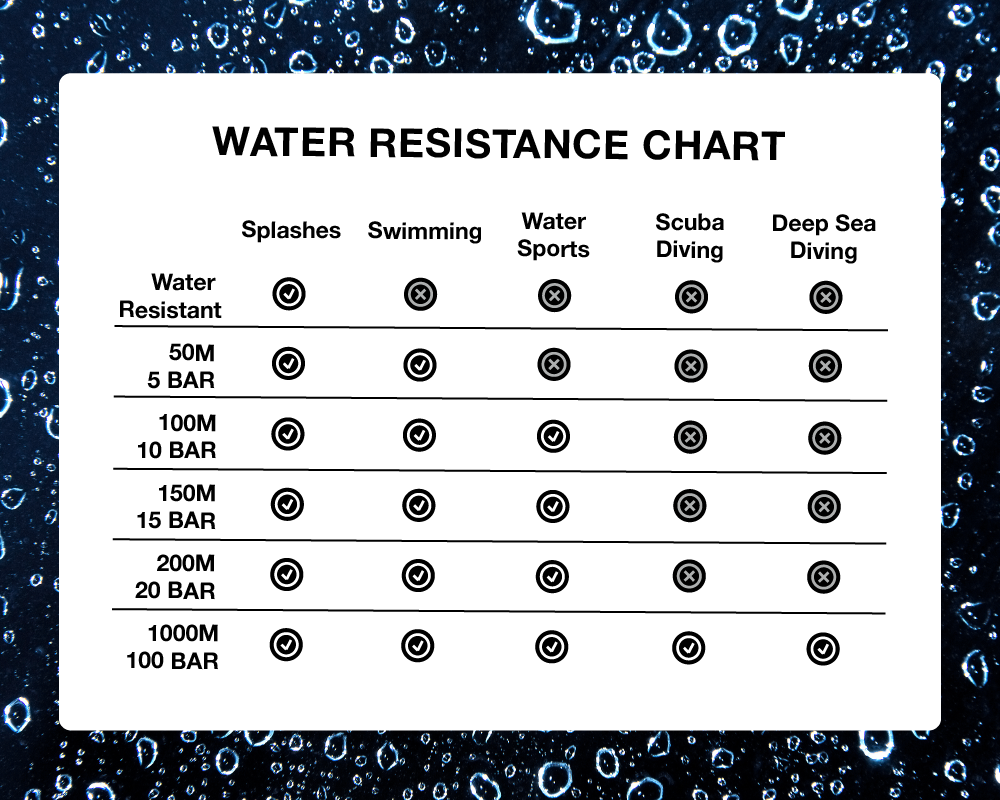 WATER RESISTANCE CHART
Splashes Swimming Water Sports Scuba Diving Deep Sea Diving
Water
Resistant
50M
5 BAR
100M
10 BAR
150M
15 BAR
200M
20 BAR
1000M
100 BAR